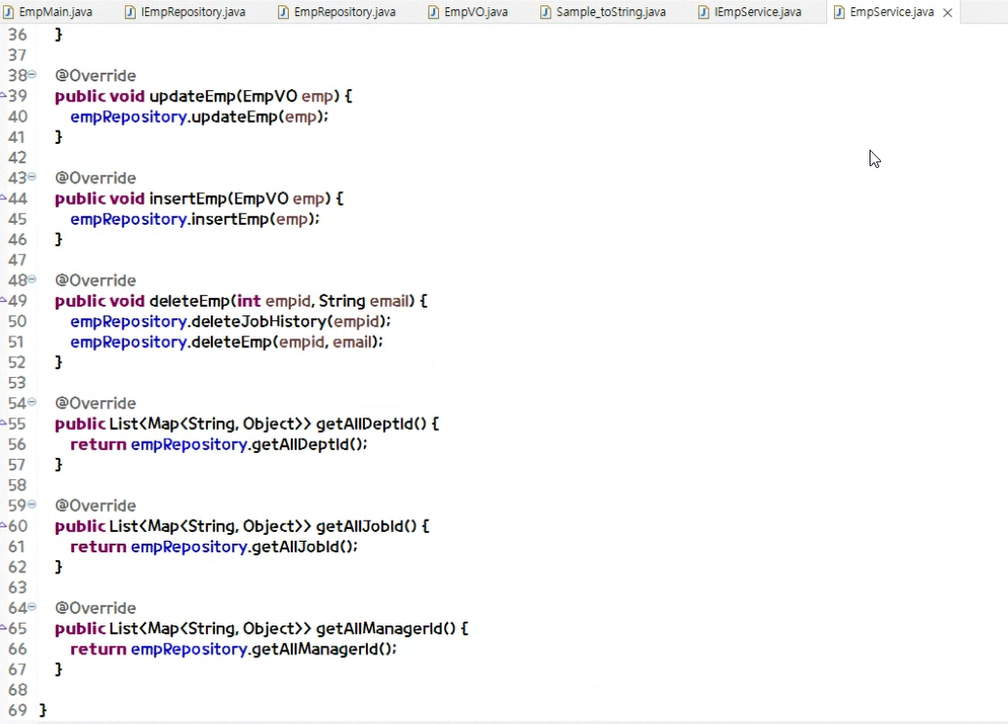 EmpMain.java IEmpRepository.java EmpRepository.java EmpVO.java Sample_toString.java IEmpService.java EmpService.java
36 }
37
38 @Override
39 public void updateEmp(EmpVO emp) {
40 empRepository.updateEmp(emp);
41 }
42
43 @Override
44 public void insertEmp(EmpVO emp) {
45 empRepository.insertEmp(emp);
46 }
47
48 @Override
49 public void deleteEmp(int empid, String email) {
50 empRepository.deleteJobHistory(empid);
51 empRepository.deleteEmp(empid, email);
52 }
53
54 @Override
55 public List<Map<String, Object>> getAllDeptId() {
56 return empRepository.getAllDeptId();
57 }
58
59 @Override
60 public List<Map<String, Object>> getAllJobId() {
61 return empRepository.getAllJobId();
62 }
63
64 @Override
65 public List<Map<String, Object>> getAllManagerId() {
66 return empRepository.getAllManagerId();
67 }
68
69 }